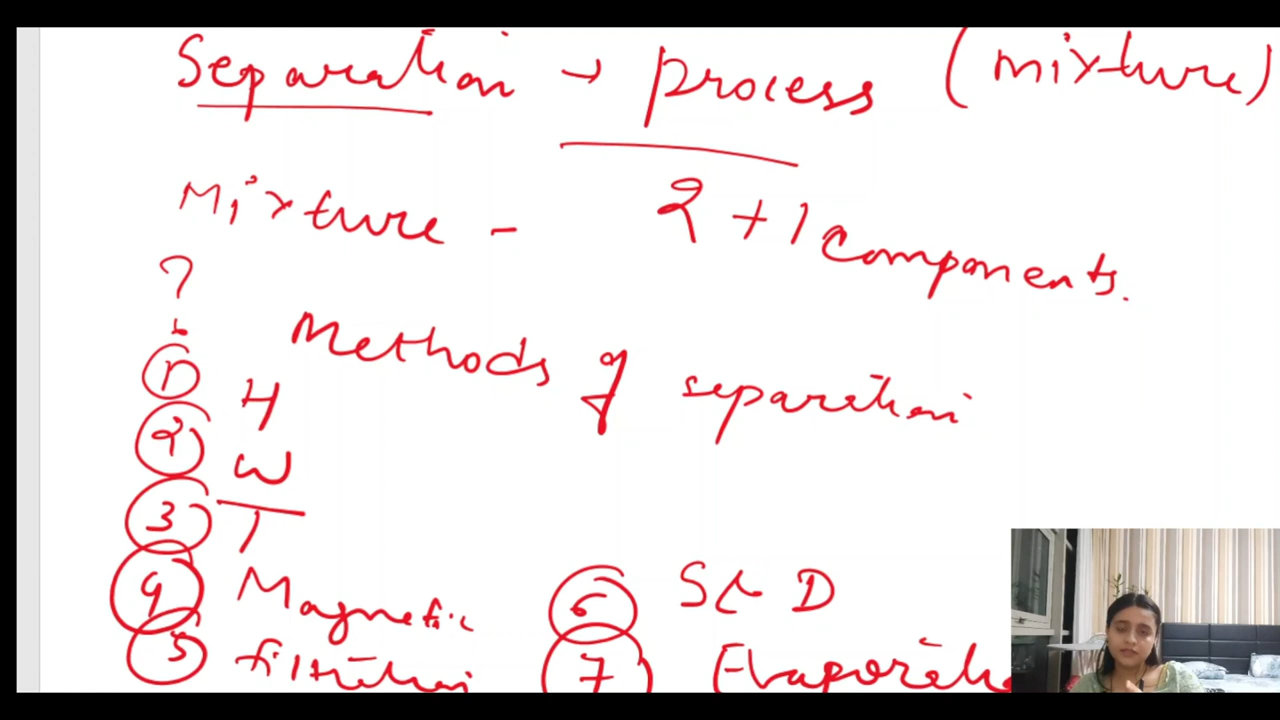 Separation → process (mixture)
Mixture - 2 + 1 components.
?
Methods of separation
① H
② W
③ T
④ Magnetic
⑤ filtration
⑥ S & D
⑦ Evaporatio